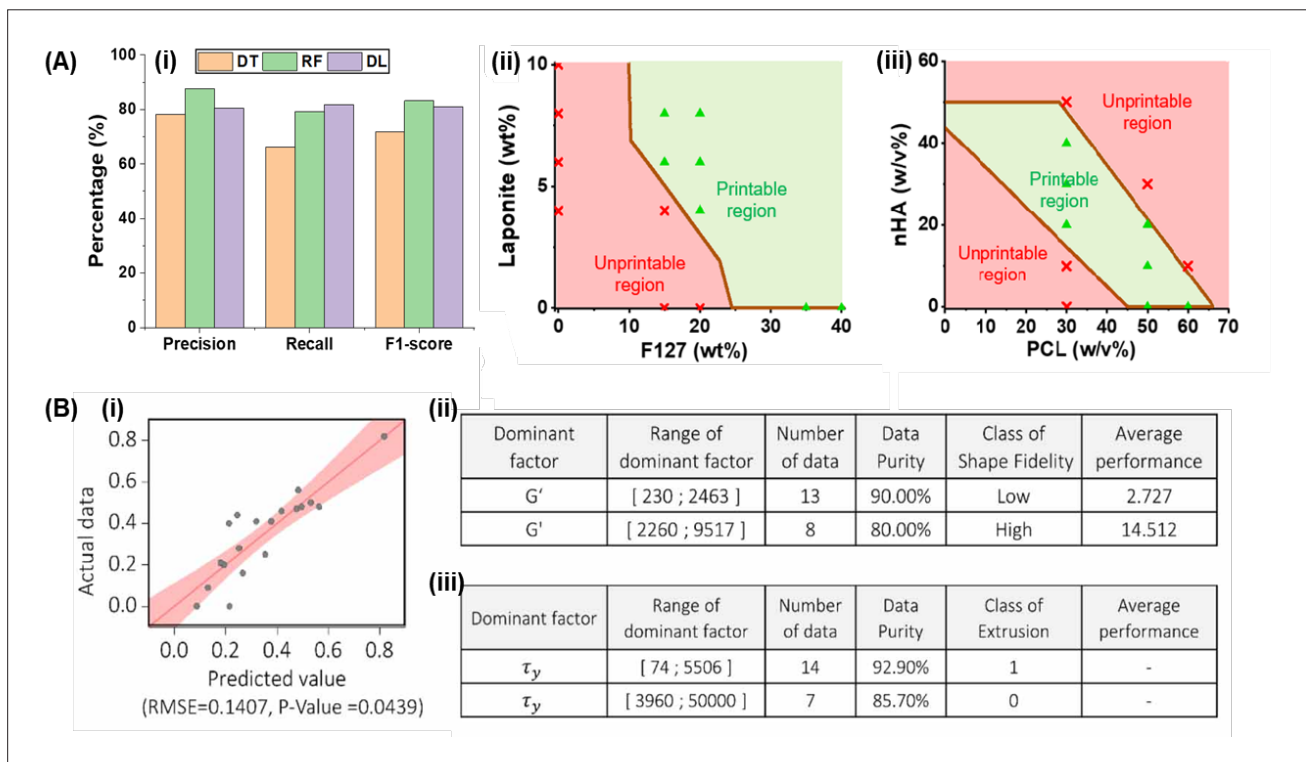 (A)
(i)
DT RF DL
Percentage (%)
100
80
60
40
20
0
Precision Recall F1-score
(ii)
Laponite (wt%)
10
5
0
Printable
region
Unprintable
region
0 10 20 30 40
F127 (wt%)
(iii)
nHA (w/v%)
60
40
20
0
Unprintable
region
Printable
region
Unprintable
region
0 10 20 30 40 50 60 70
PCL (w/v%)
(B)
(i)
Actual data
0.8
0.6
0.4
0.2
0.0
0.0 0.2 0.4 0.6 0.8
Predicted value
(RMSE=0.1407, P-Value =0.0439)
(ii)
Dominant factor Range of dominant factor Number of data Data Purity Class of Shape Fidelity Average performance
G' [ 230 ; 2463 ] 13 90.00% Low 2.727
G' [ 2260 ; 9517 ] 8 80.00% High 14.512
(iii)
Dominant factor Range of dominant factor Number of data Data Purity Class of Extrusion Average performance
τy [ 74 ; 5506 ] 14 92.90% 1 -
τy [ 3960 ; 50000 ] 7 85.70% 0 -